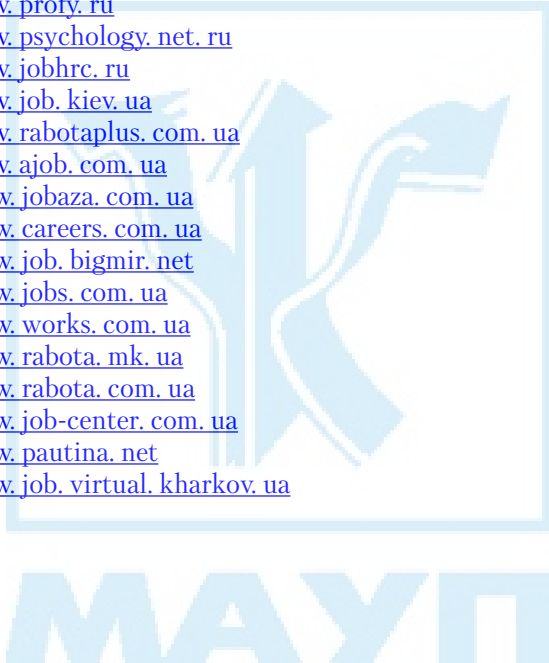 w. profy. ru
w. psychology. net. ru
w. jobhrc. ru
w. job. kiev. ua
w. rabotaplus. com. ua
w. ajob. com. ua
w. jobaza. com. ua
w. careers. com. ua
w. job. bigmir. net
w. jobs. com. ua
w. works. com. ua
w. rabota. mk. ua
w. rabota. com. ua
w. job-center. com. ua
w. pautina. net
w. job. virtual. kharkov. ua
МАУП